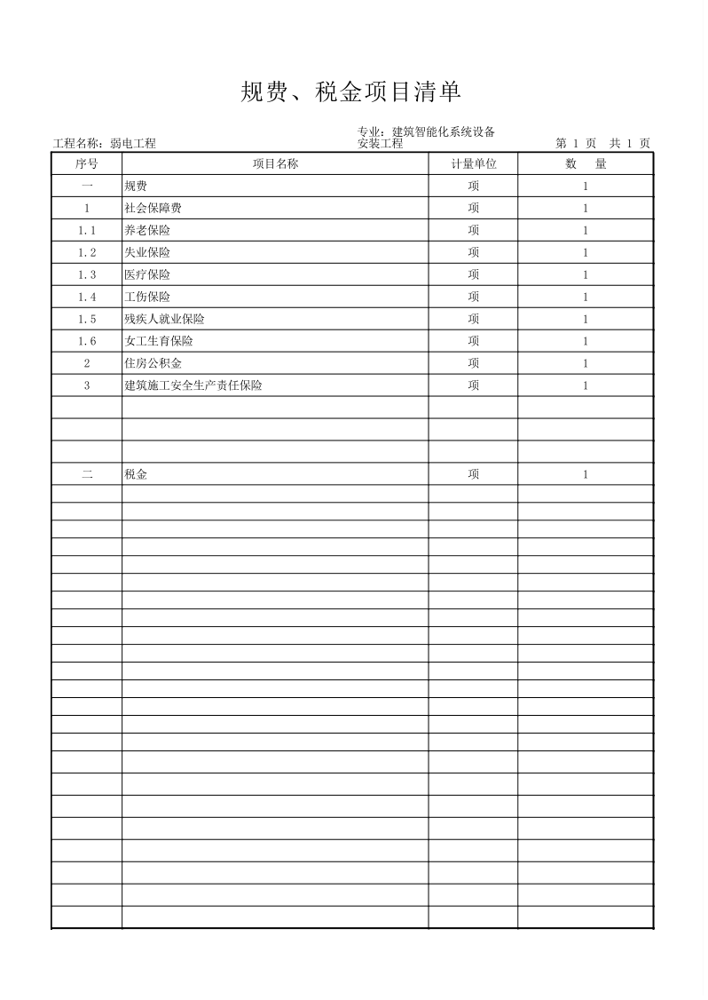 规费、税金项目清单
专业：建筑智能化系统设备
工程名称：弱电工程 安装工程 第 1 页 共 1 页
序号 项目名称 计量单位 数 量
一 规费 项 1
1 社会保障费 项 1
1.1 养老保险 项 1
1.2 失业保险 项 1
1.3 医疗保险 项 1
1.4 工伤保险 项 1
1.5 残疾人就业保险 项 1
1.6 女工生育保险 项 1
2 住房公积金 项 1
3 建筑施工安全生产责任保险 项 1
二 税金 项 1